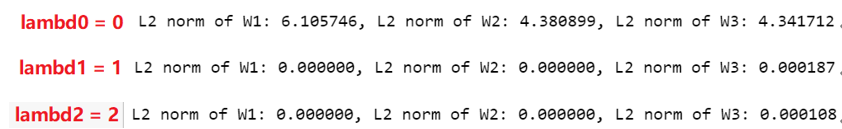 lambd0 = 0 L2 norm of W1: 6.105746, L2 norm of W2: 4.380899, L2 norm of W3: 4.341712
lambd1 = 1 L2 norm of W1: 0.000000, L2 norm of W2: 0.000000, L2 norm of W3: 0.000187
lambd2 = 2 L2 norm of W1: 0.000000, L2 norm of W2: 0.000000, L2 norm of W3: 0.000108